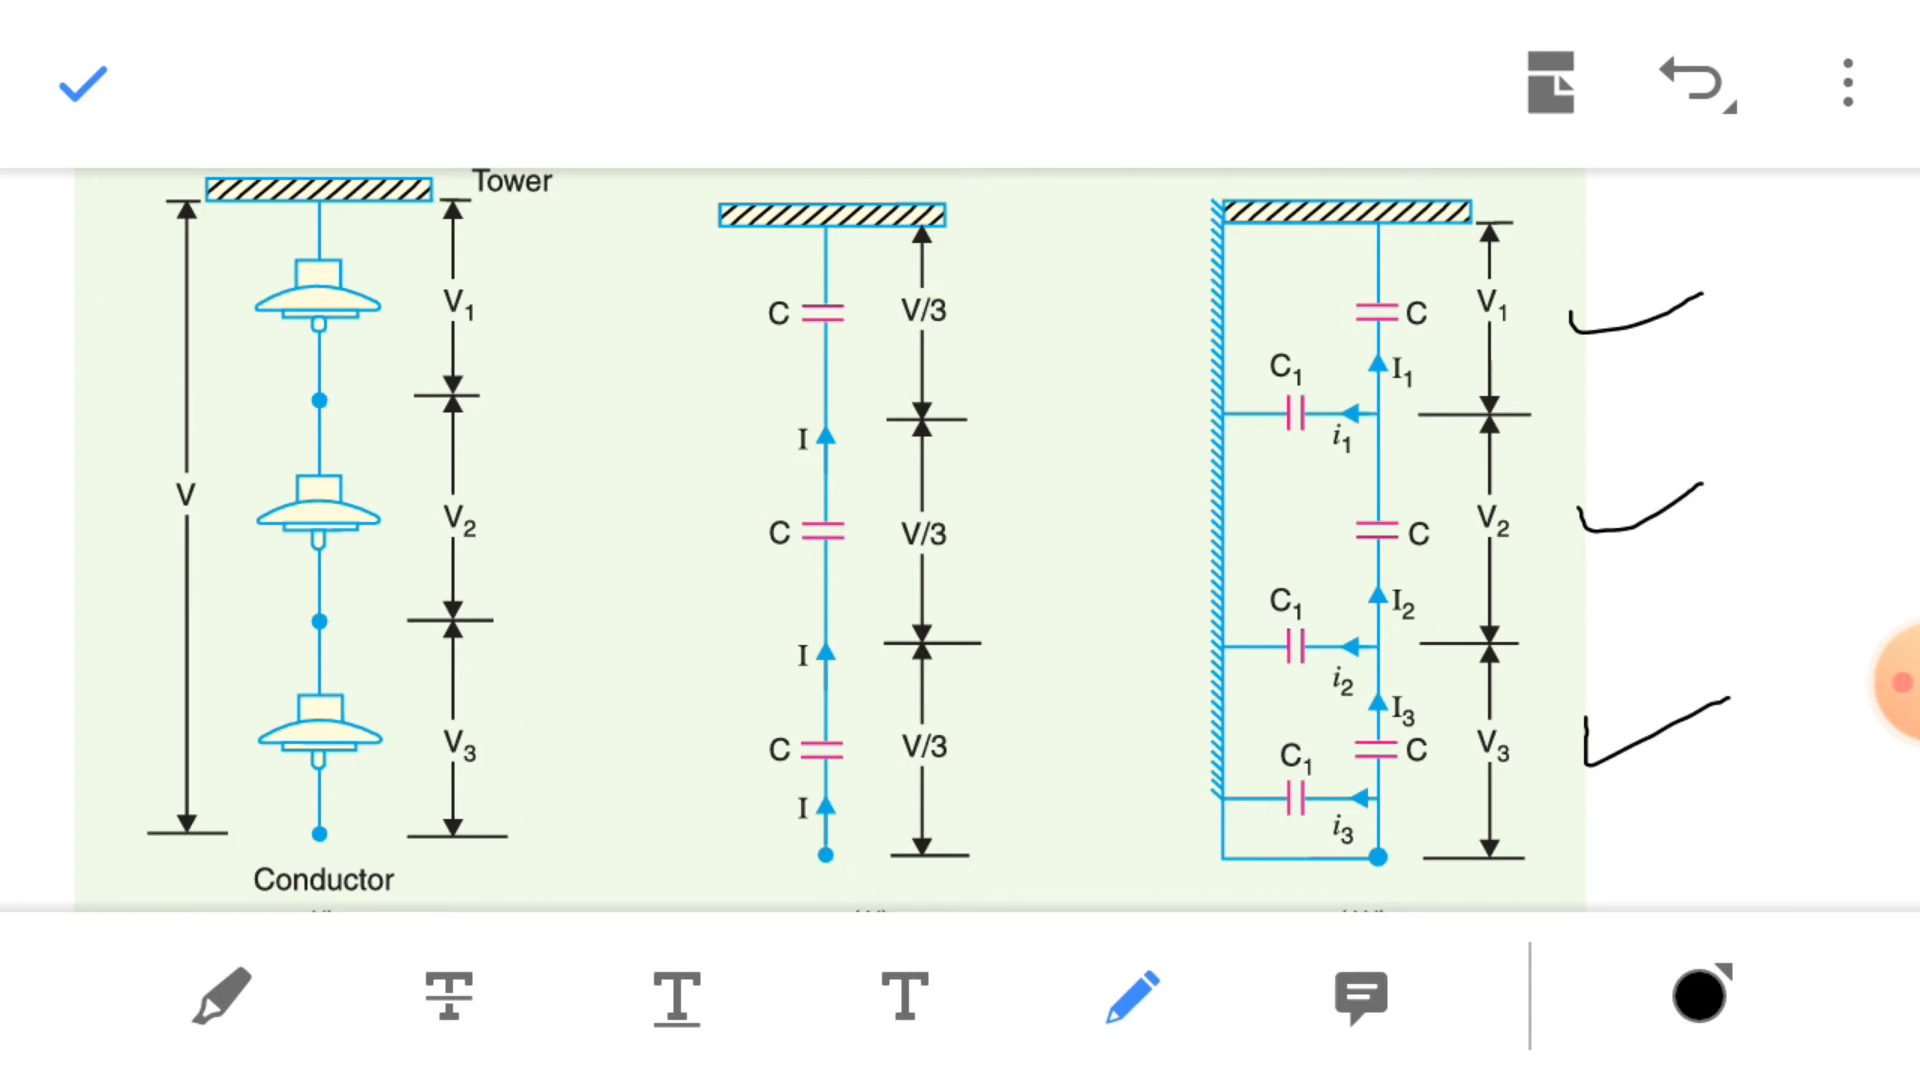 Tower
V
V1
V2
V3
Conductor
C
V/3
I
C
V/3
I
C
V/3
I
C
V1
C1
I1
i1
C
V2
C1
I2
i2
I3
C
V3
C1
i3